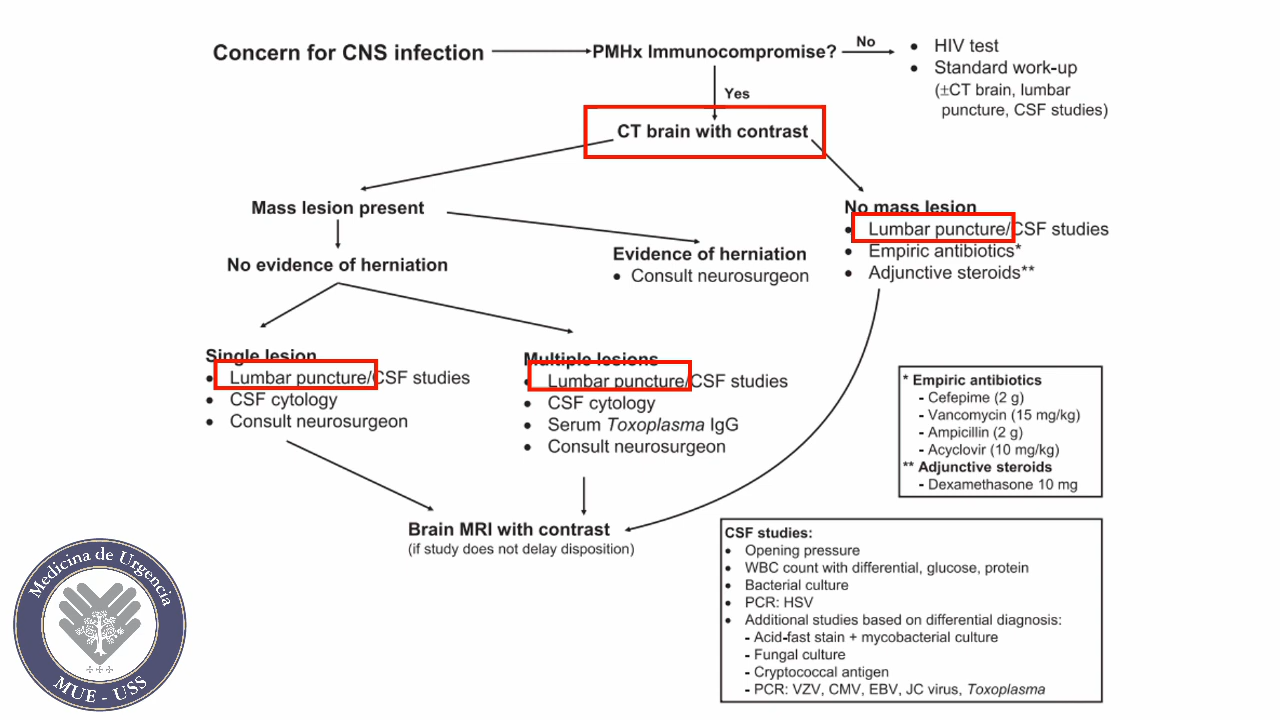 Concern for CNS infection
PMHx Immunocompromise?
No
• HIV test
• Standard work-up
(±CT brain, lumbar
puncture, CSF studies)
Yes
CT brain with contrast
Mass lesion present
No evidence of herniation
Evidence of herniation
• Consult neurosurgeon
No mass lesion
• Lumbar puncture/CSF studies
• Empiric antibiotics*
• Adjunctive steroids**
Single lesion
• Lumbar puncture/CSF studies
• CSF cytology
• Consult neurosurgeon
Multiple lesions
• Lumbar puncture/CSF studies
• CSF cytology
• Serum Toxoplasma IgG
• Consult neurosurgeon
Brain MRI with contrast
(if study does not delay disposition)
* Empiric antibiotics
- Cefepime (2 g)
- Vancomycin (15 mg/kg)
- Ampicillin (2 g)
- Acyclovir (10 mg/kg)
** Adjunctive steroids
- Dexamethasone 10 mg
CSF studies:
• Opening pressure
• WBC count with differential, glucose, protein
• Bacterial culture
• PCR: HSV
• Additional studies based on differential diagnosis:
- Acid-fast stain + mycobacterial culture
- Fungal culture
- Cryptococcal antigen
- PCR: VZV, CMV, EBV, JC virus, Toxoplasma
Medicina de Urgencia
MUE - USS